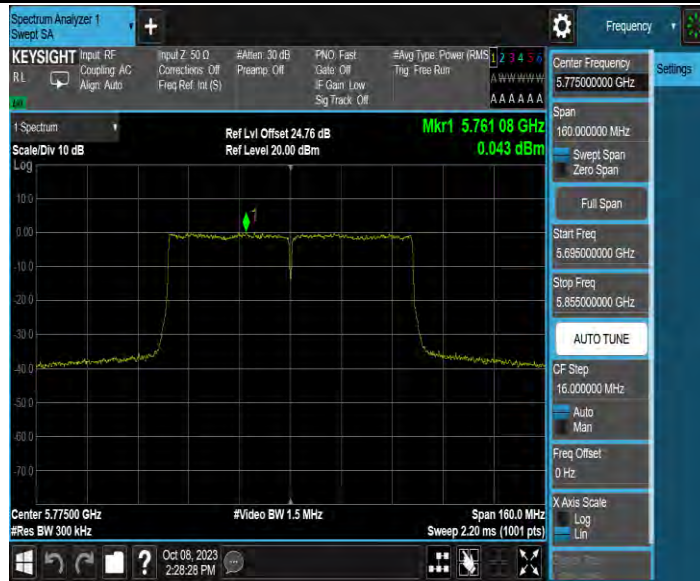 Spectrum Analyzer 1
Swept SA
Frequency
KEYSIGHT
RL
Input: RF
Coupling: AC
Align: Auto
Input Z: 50 Ω
Corrections: Off
Freq Ref: Int (S)
#Atten: 30 dB
Preamp: Off
PNO: Fast
Gate: Off
IF Gain: Low
Sig Track: Off
#Avg Type: Power (RMS
Trig: Free Run
1 2 3 4 5 6
A W W W W W
A A A A A A
1 Spectrum
Scale/Div 10 dB
Log
Ref Lvl Offset 24.76 dB
Ref Level 20.00 dBm
Mkr1 5.761 08 GHz
0.043 dBm
1
10.0
0.00
-10.0
-20.0
-30.0
-40.0
-50.0
-60.0
-70.0
Center 5.77500 GHz
#Res BW 300 kHz
#Video BW 1.5 MHz
Span 160.0 MHz
Sweep 2.20 ms (1001 pts)
Center Frequency
5.775000000 GHz
Settings
Span
160.000000 MHz
Swept Span
Zero Span
Full Span
Start Freq
5.695000000 GHz
Stop Freq
5.855000000 GHz
AUTO TUNE
CF Step
16.000000 MHz
Auto
Man
Freq Offset
0 Hz
X Axis Scale
Log
Lin
?
Oct 08, 2023
2:28:28 PM